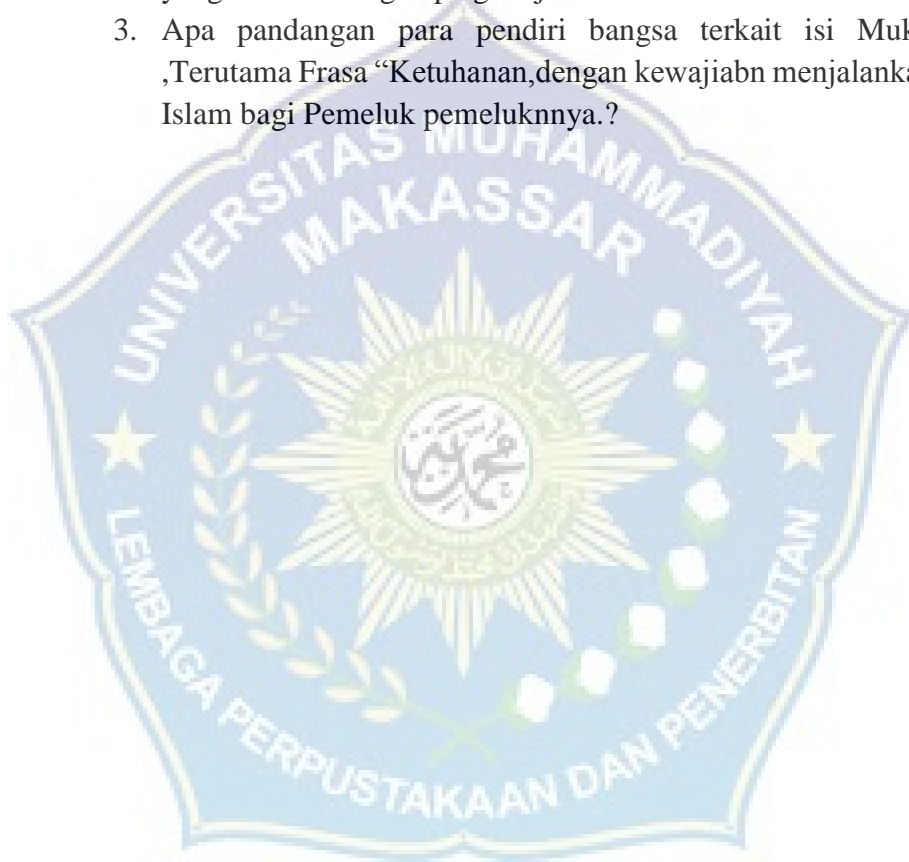 3. Apa pandangan para pendiri bangsa terkait isi
,Terutama Frasa “Ketuhanan,dengan kewajiabn
Islam bagi Pemeluk pemeluknnya.?
UNIVERSITAS MUHAMMADIYAH
MAKASSAR
LEMBAGA PERPUSTAKAAN DAN PENERBITAN